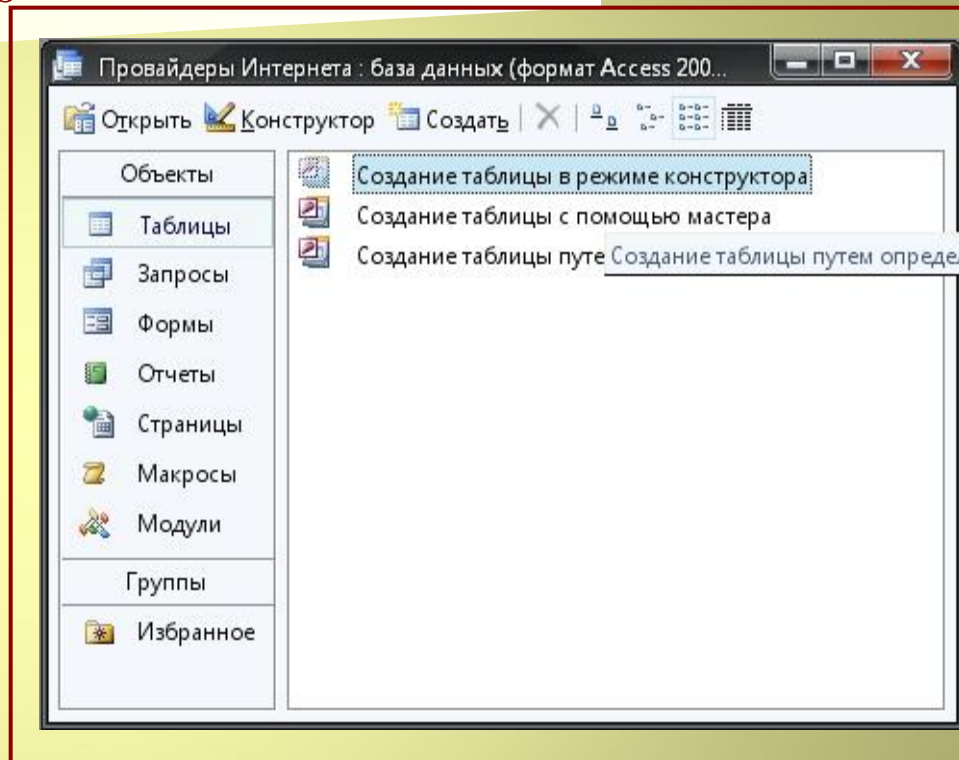 Провайдеры Интернета : база данных (формат Access 200...
Открыть Конструктор Создать
Объекты
Таблицы
Запросы
Формы
Отчеты
Страницы
Макросы
Модули
Группы
Избранное
Создание таблицы в режиме конструктора
Создание таблицы с помощью мастера
Создание таблицы путе
Создание таблицы путем опреде